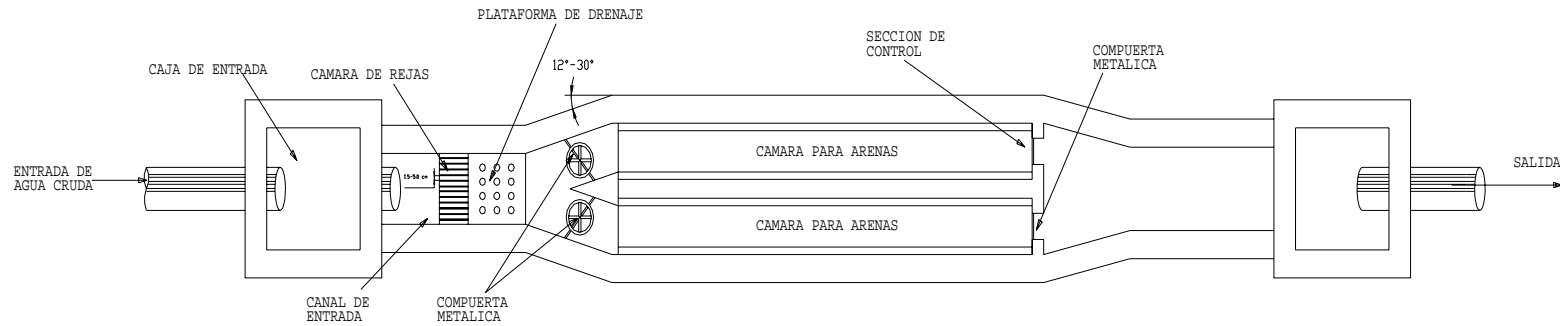 PLATAFORMA DE DRENAJE
SECCION DE
CONTROL
COMPUERTA
METALICA
CAJA DE ENTRADA
CAMARA DE REJAS
12°-30°
CAMARA PARA ARENAS
ENTRADA DE
AGUA CRUDA
15-50 cm
SALIDA
CAMARA PARA ARENAS
CANAL DE
ENTRADA
COMPUERTA
METALICA